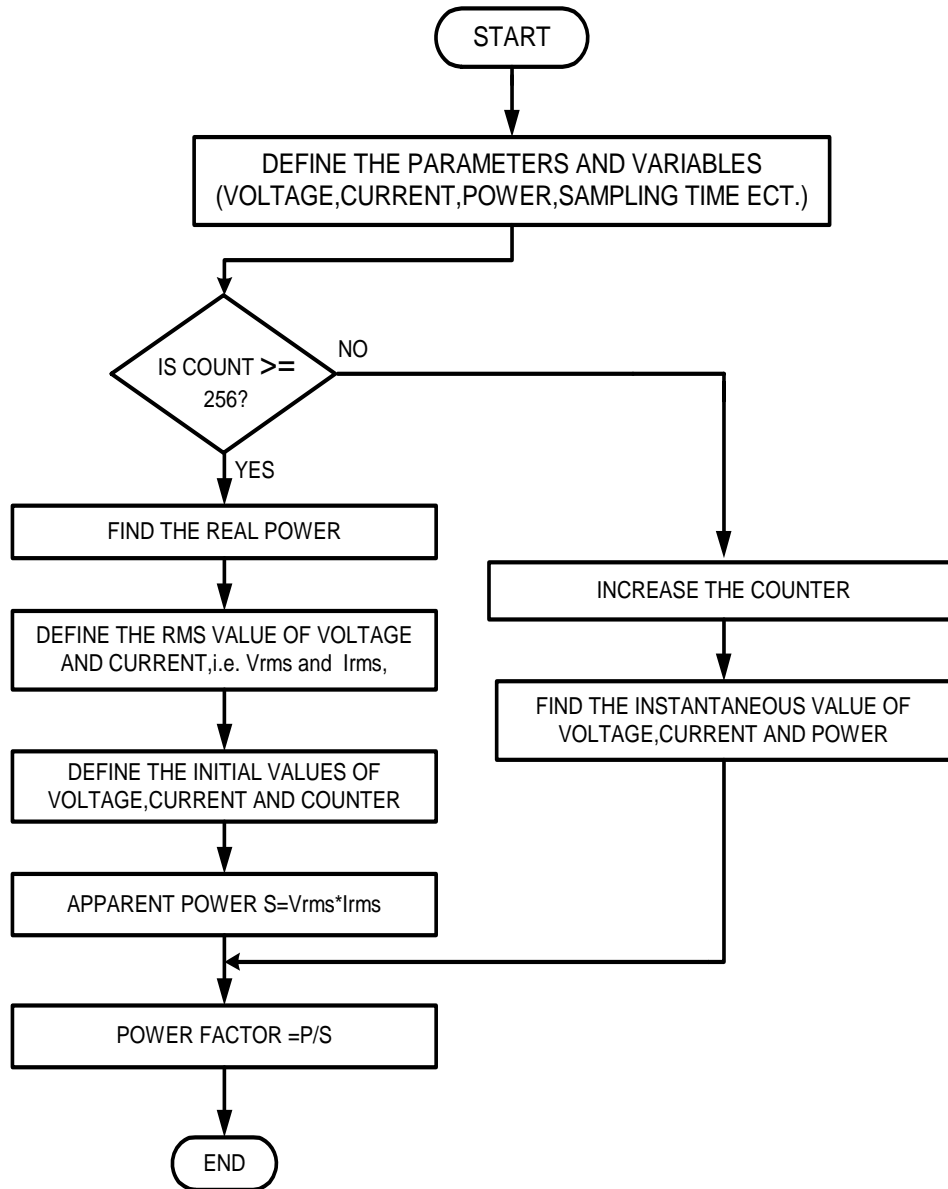 START
DEFINE THE PARAMETERS AND VARIABLES
(VOLTAGE,CURRENT,POWER,SAMPLING TIME ECT.)
IS COUNT >=
256?
NO
YES
FIND THE REAL POWER
DEFINE THE RMS VALUE OF VOLTAGE
AND CURRENT,i.e. Vrms and Irms,
DEFINE THE INITIAL VALUES OF
VOLTAGE,CURRENT AND COUNTER
APPARENT POWER S=Vrms*Irms
INCREASE THE COUNTER
FIND THE INSTANTANEOUS VALUE OF
VOLTAGE,CURRENT AND POWER
POWER FACTOR =P/S
END